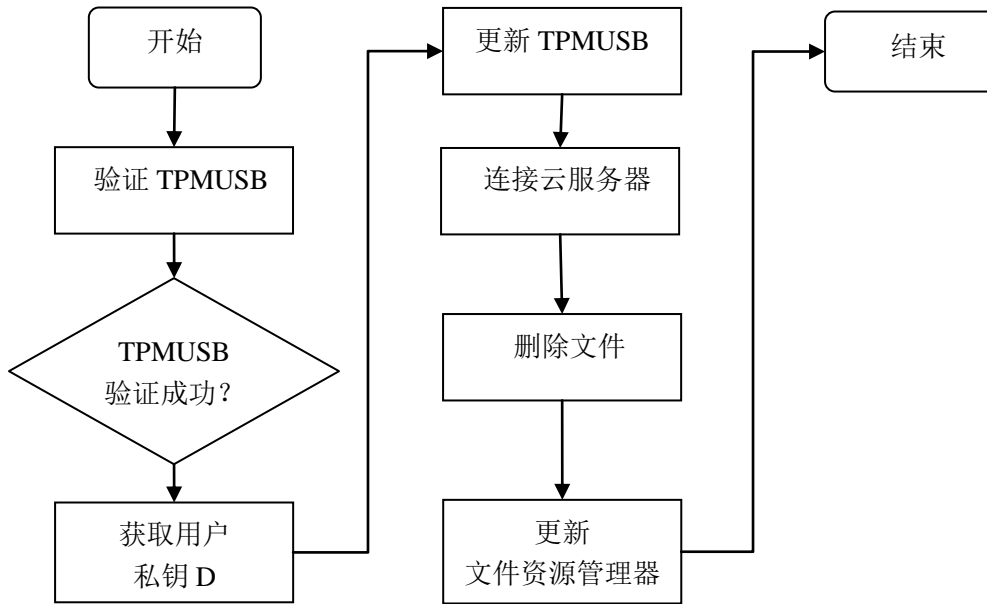 开始
验证 TPMUSB
TPMUSB
验证成功？
获取用户
私钥 D
更新 TPMUSB
连接云服务器
删除文件
更新
文件资源管理器
结束